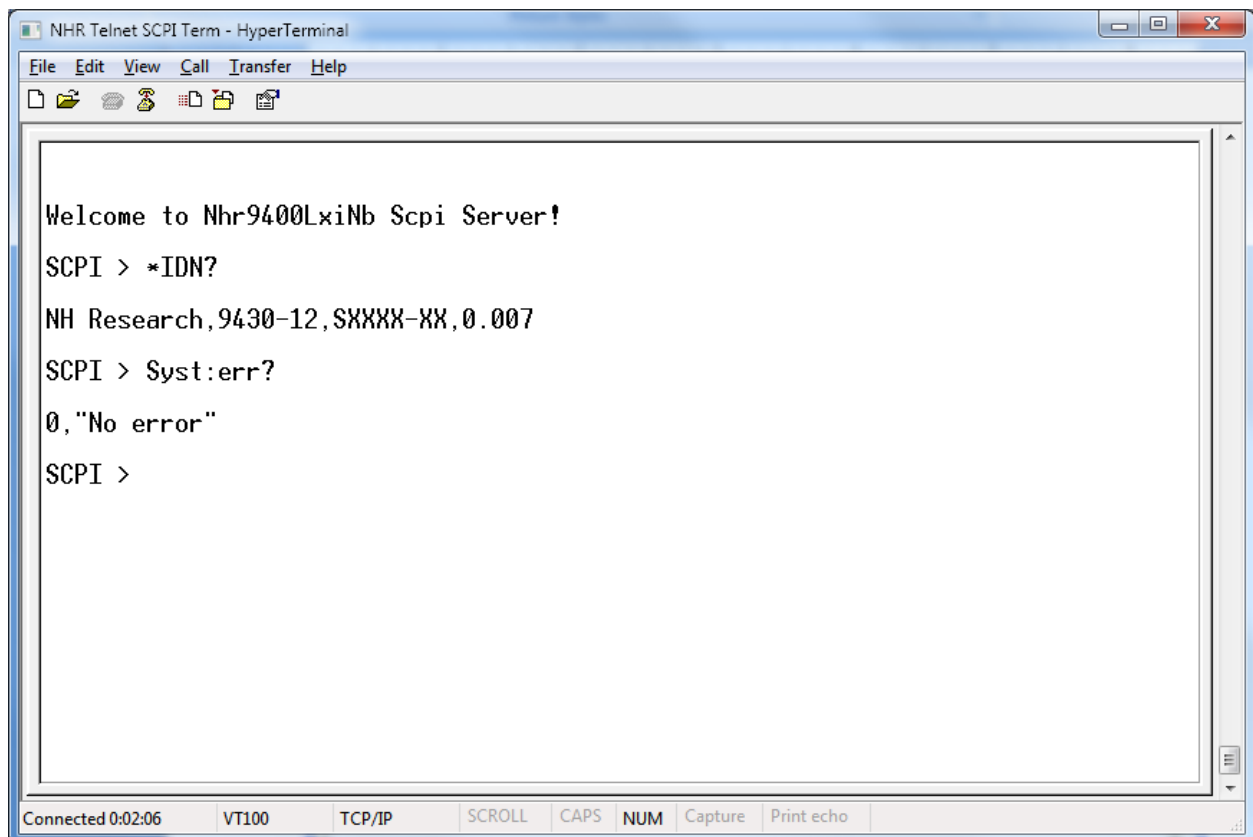 NHR Telnet SCPI Term - HyperTerminal
File Edit View Call Transfer Help
Welcome to Nhr9400LxiNb Scpi Server!
SCPI > *IDN?
NH Research,9430-12,SXXXX-XX,0.007
SCPI > Syst:err?
0,"No error"
SCPI >
Connected 0:02:06 VT100 TCP/IP SCROLL CAPS NUM Capture Print echo